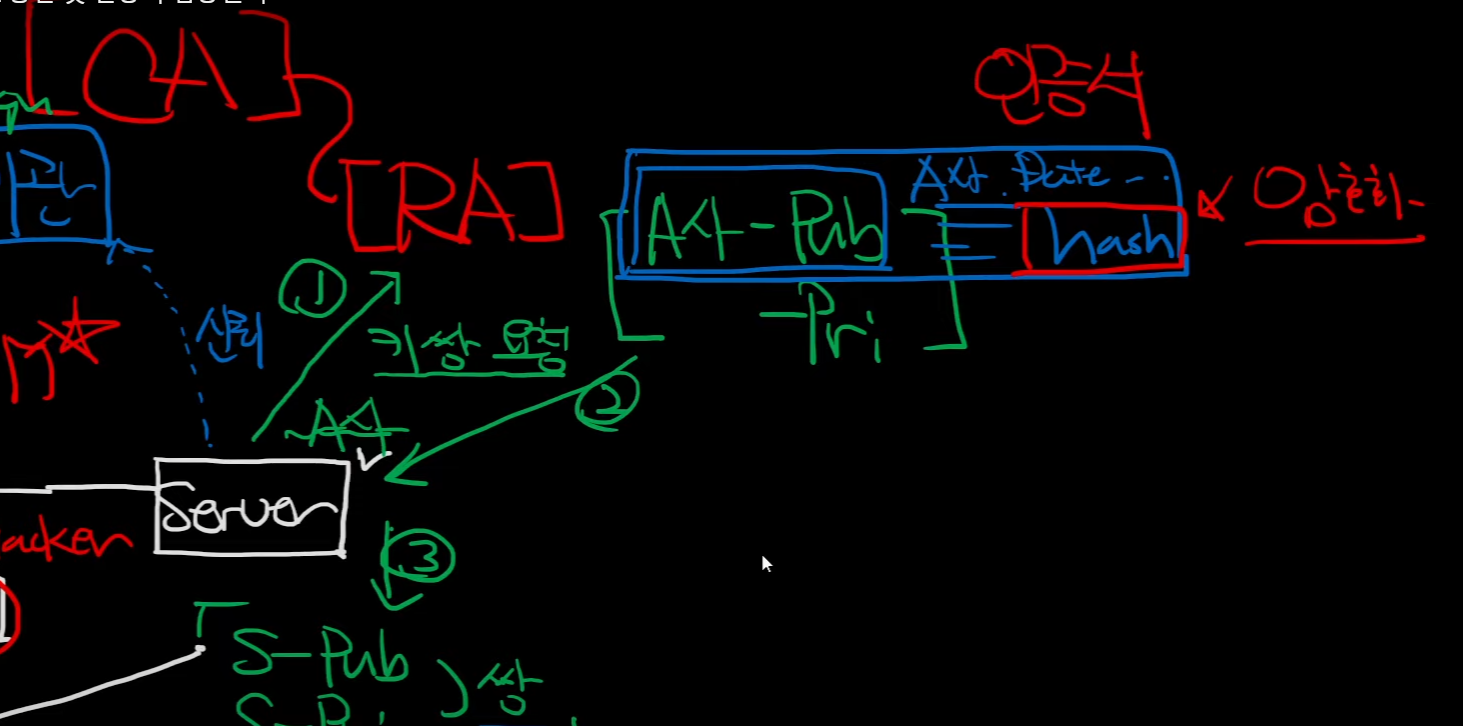 CA
인증서
[RA]
A사 - Pub
A사. Date - . .
hash
암호화
- Pri
①
신뢰
키쌍 요청
②
A사
Server
acker
③
S - Pub
쌍